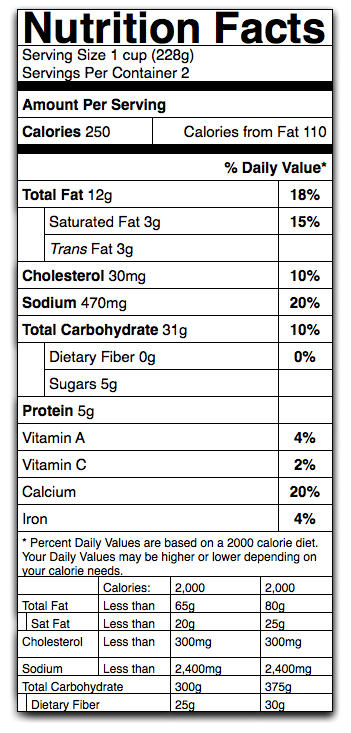 Nutrition Facts
Serving Size 1 cup (228g)
Servings Per Container 2
Amount Per Serving
Calories 250 Calories from Fat 110
% Daily Value*
Total Fat 12g 18%
Saturated Fat 3g 15%
Trans Fat 3g
Cholesterol 30mg 10%
Sodium 470mg 20%
Total Carbohydrate 31g 10%
Dietary Fiber 0g 0%
Sugars 5g
Protein 5g
Vitamin A 4%
Vitamin C 2%
Calcium 20%
Iron 4%
* Percent Daily Values are based on a 2000 calorie diet.
Your Daily Values may be higher or lower depending on
your calorie needs.
Calories: 2,000 2,000
Total Fat Less than 65g 80g
Sat Fat Less than 20g 25g
Cholesterol Less than 300mg 300mg
Sodium Less than 2,400mg 2,400mg
Total Carbohydrate 300g 375g
Dietary Fiber 25g 30g